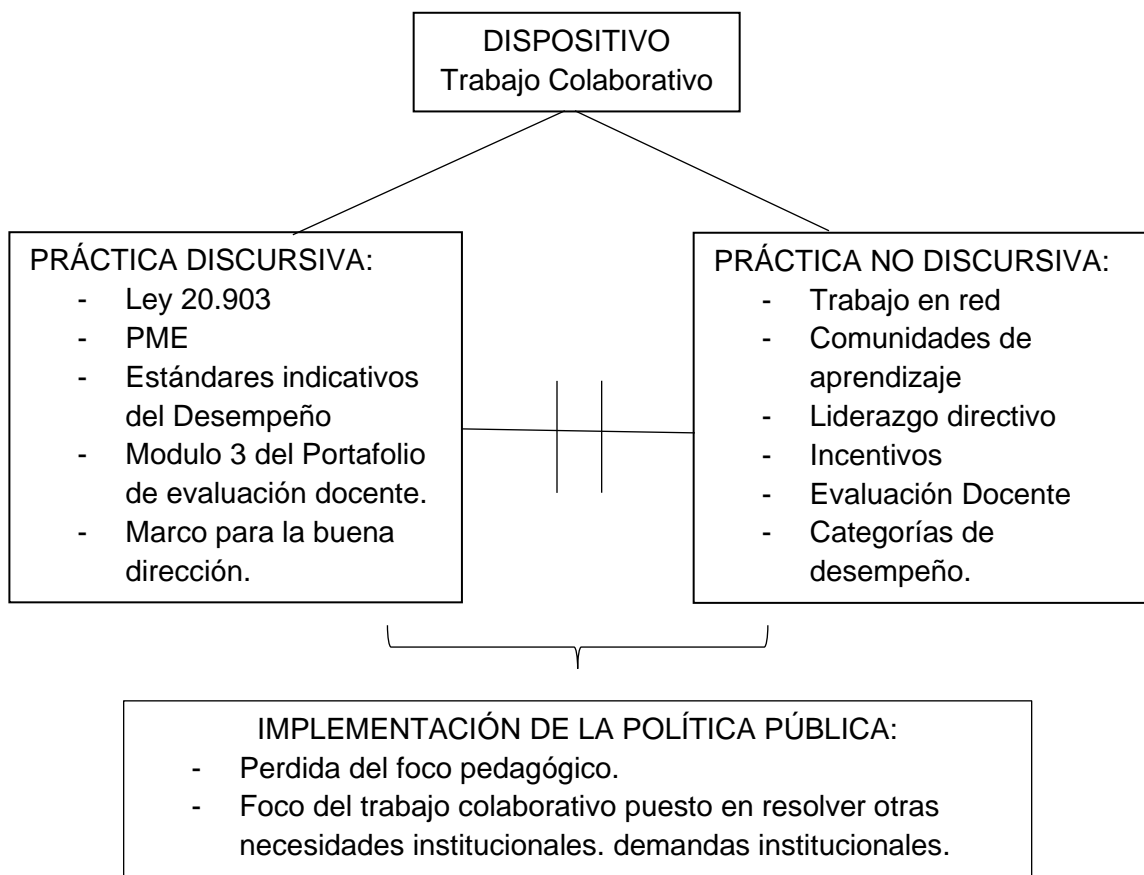 DISPOSITIVO
Trabajo Colaborativo
PRÁCTICA DISCURSIVA:
- Ley 20.903
- PME
- Estándares indicativos
del Desempeño
- Modulo 3 del Portafolio
de evaluación docente.
- Marco para la buena
dirección.
PRÁCTICA NO DISCURSIVA:
- Trabajo en red
- Comunidades de
aprendizaje
- Liderazgo directivo
- Incentivos
- Evaluación Docente
- Categorías de
desempeño.
IMPLEMENTACIÓN DE LA POLÍTICA PÚBLICA:
- Perdida del foco pedagógico.
- Foco del trabajo colaborativo puesto en resolver otras
necesidades institucionales. demandas institucionales.